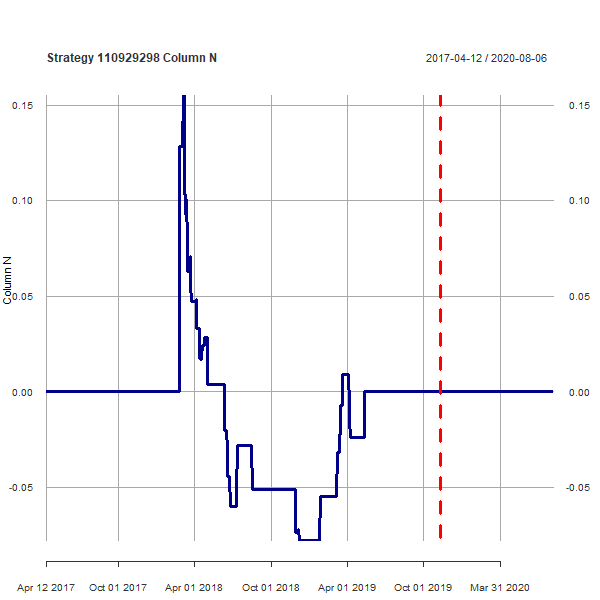 Strategy 110929298 Column N
2017-04-12 / 2020-08-06
0.15
0.15
0.10
0.10
Column N
0.05
0.05
0.00
0.00
-0.05
-0.05
Apr 12 2017
Oct 01 2017
Apr 01 2018
Oct 01 2018
Apr 01 2019
Oct 01 2019
Mar 31 2020